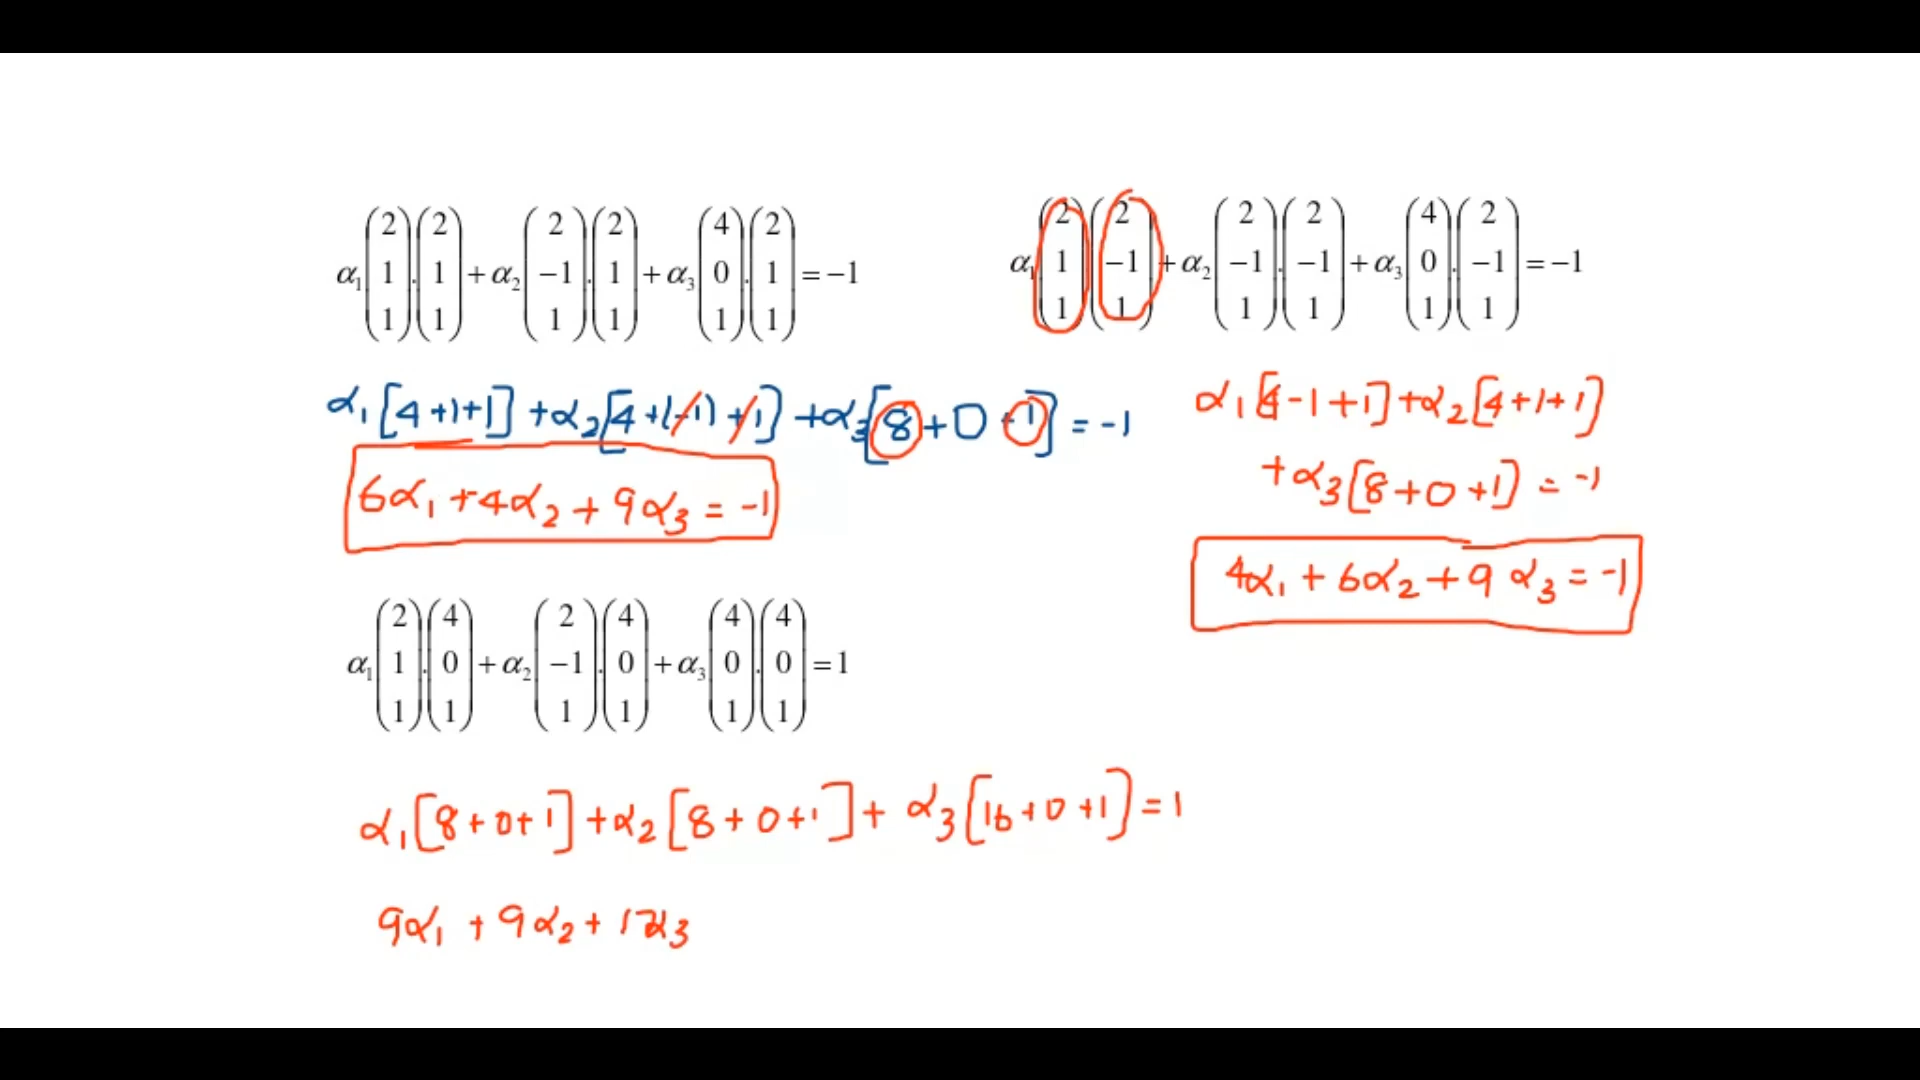 α₁(2 1 1).(2 1 1) + α₂(2 −1 1).(2 1 1) + α₃(4 0 1).(2 1 1) = −1
α₁[4+1+1] + α₂[4+(-1)+1] + α₃[8+0+1] = -1
6α₁ + 4α₂ + 9α₃ = -1
α₁(2 1 1)(2 −1 1) + α₂(2 −1 1).(2 −1 1) + α₃(4 0 1).(2 −1 1) = −1
α₁[4-1+1] + α₂[4+1+1]
+ α₃[8+0+1] = -1
4α₁ + 6α₂ + 9α₃ = -1
α₁(2 1 1).(4 0 1) + α₂(2 −1 1).(4 0 1) + α₃(4 0 1).(4 0 1) = 1
α₁[8+0+1] + α₂[8+0+1] + α₃[16+0+1] = 1
9α₁ + 9α₂ + 17α₃